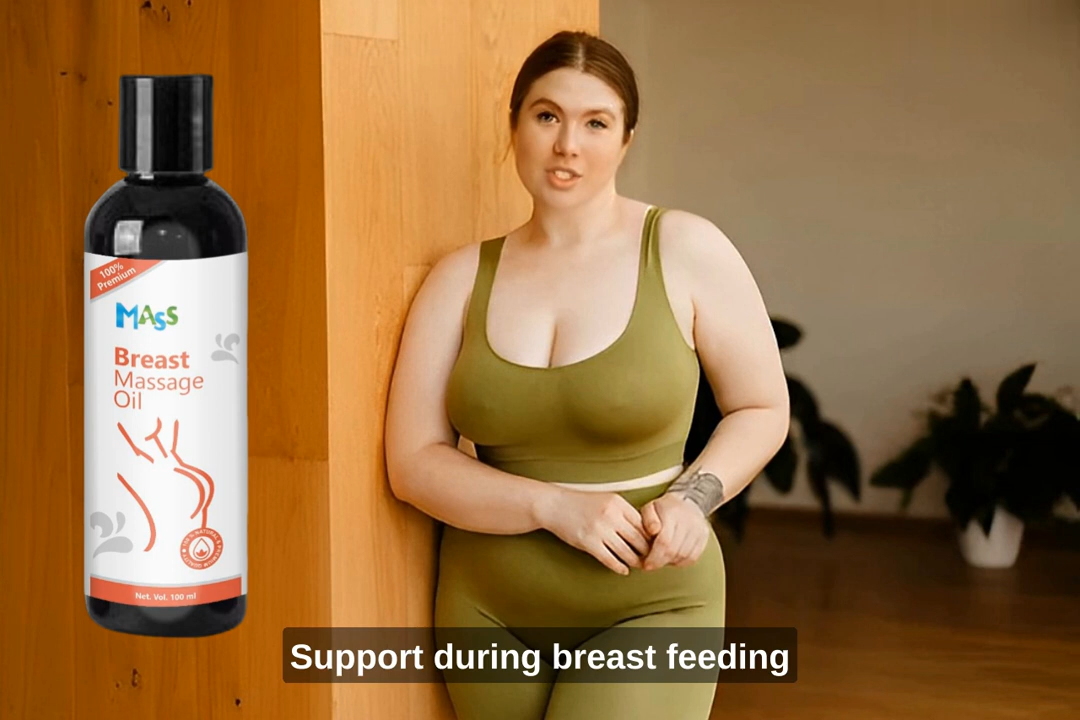 100%
Premium
MASS
Breast
Massage
Oil
Net. Vol. 100 ml
Support during breast feeding